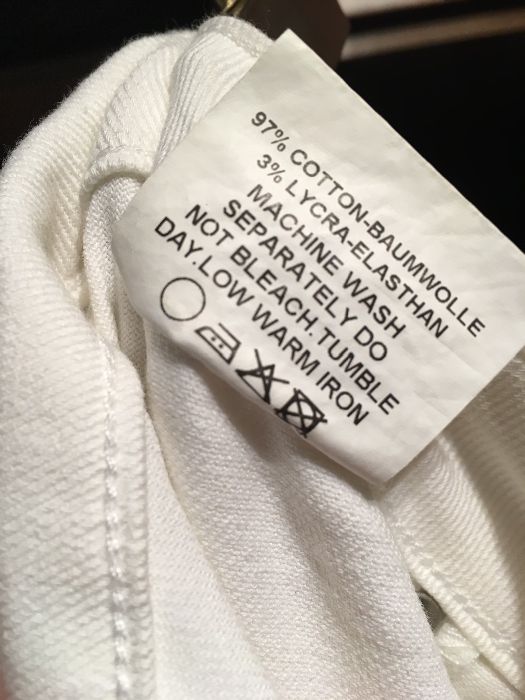 97% COTTON-BAUMWOLLE
3% LYCRA-ELASTHAN
MACHINE WASH
SEPARATELY DO
NOT BLEACH.TUMBLE
DAY.LOW WARM IRON